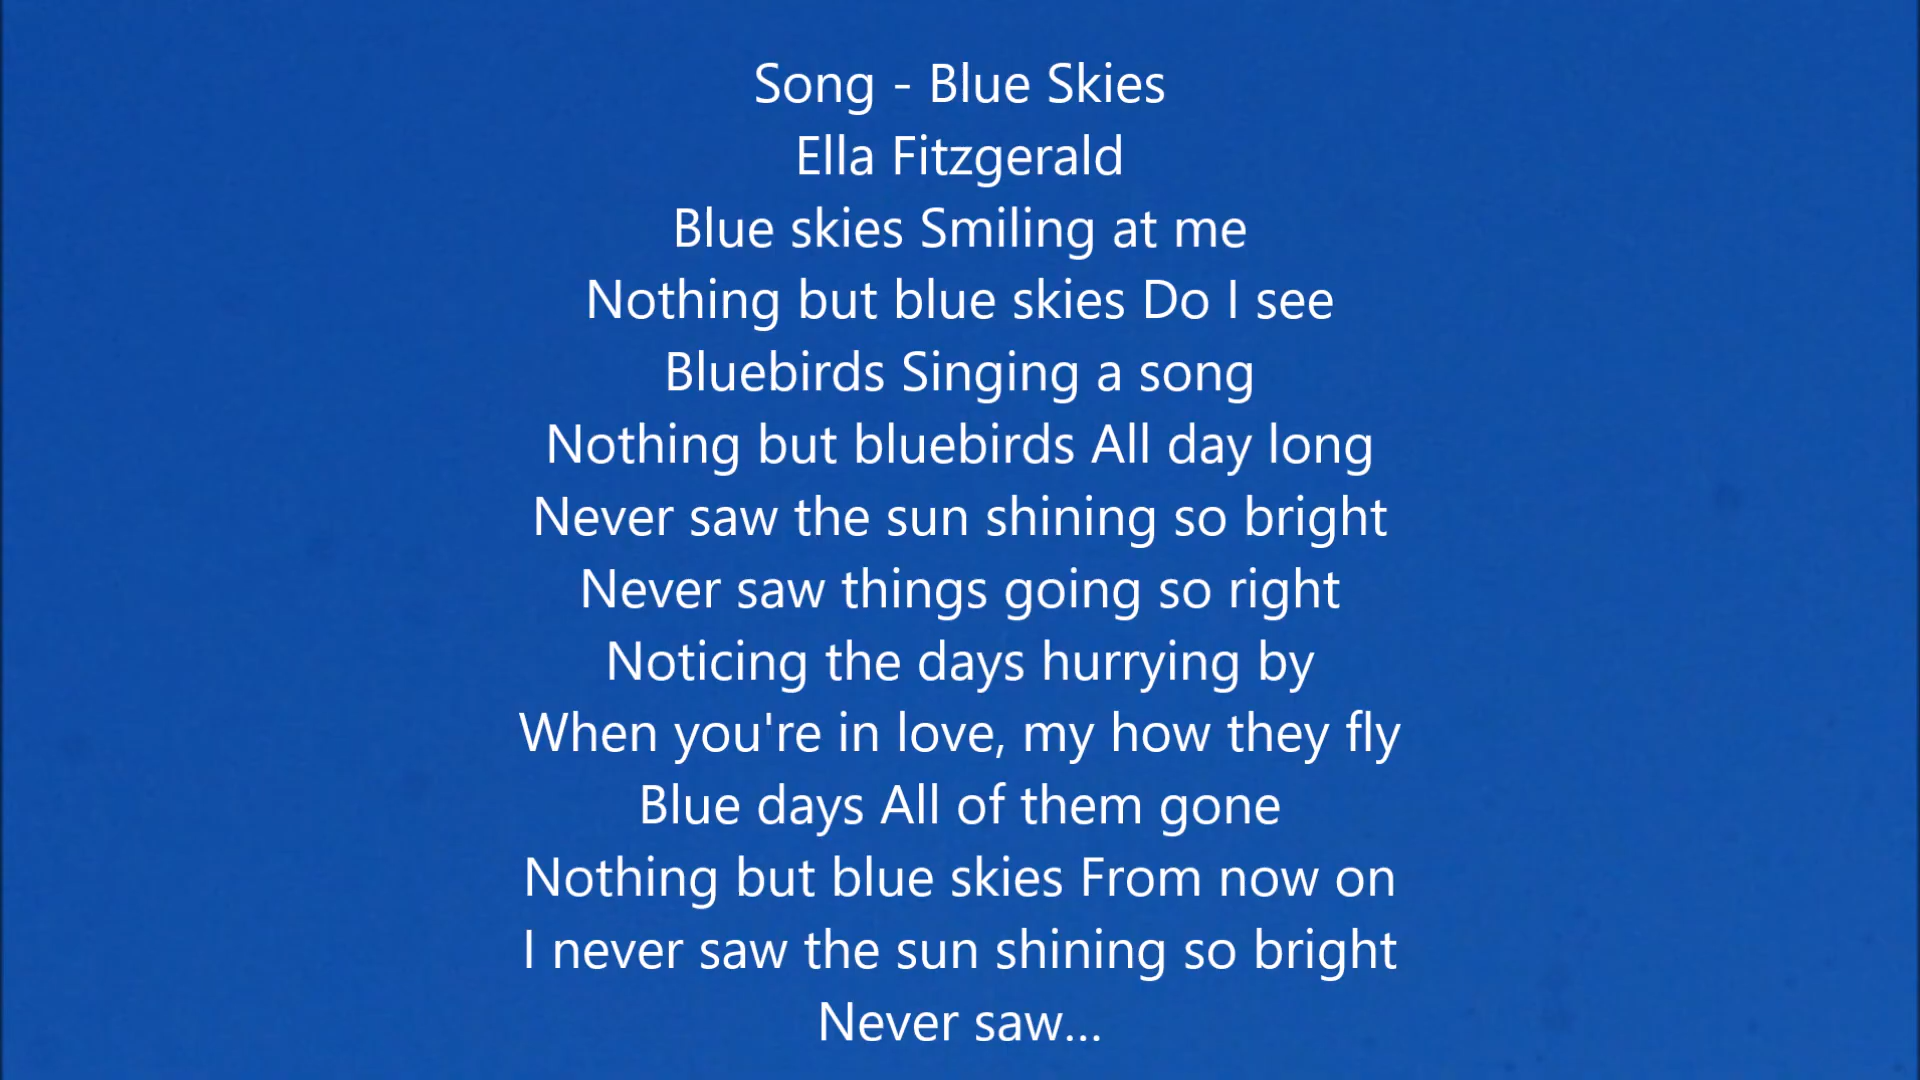 Song - Blue Skies
Ella Fitzgerald
Blue skies Smiling at me
Nothing but blue skies Do I see
Bluebirds Singing a song
Nothing but bluebirds All day long
Never saw the sun shining so bright
Never saw things going so right
Noticing the days hurrying by
When you're in love, my how they fly
Blue days All of them gone
Nothing but blue skies From now on
I never saw the sun shining so bright
Never saw...